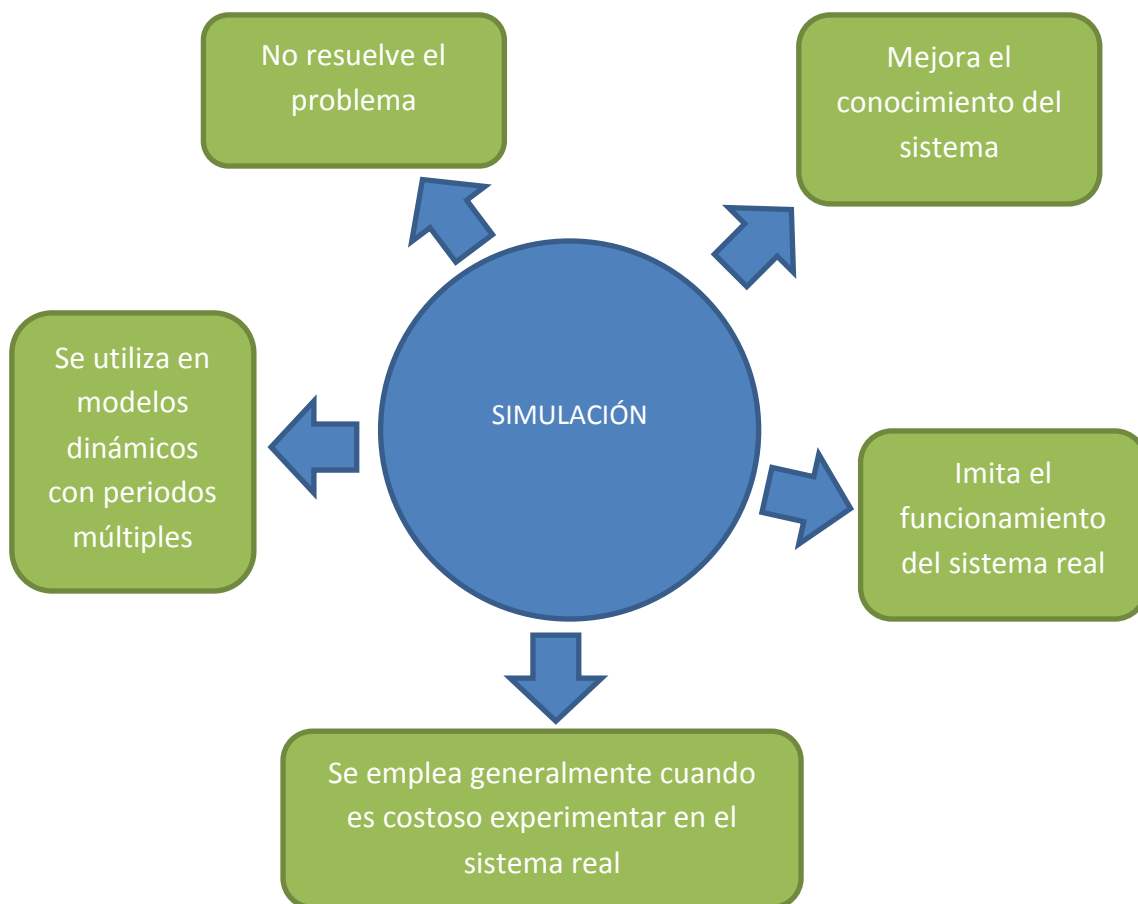 No resuelve el
problema
Mejora el
conocimiento del
sistema
Se utiliza en
modelos
dinámicos
con periodos
múltiples
SIMULACIÓN
Imita el
funcionamiento
del sistema real
Se emplea generalmente cuando
es costoso experimentar en el
sistema real